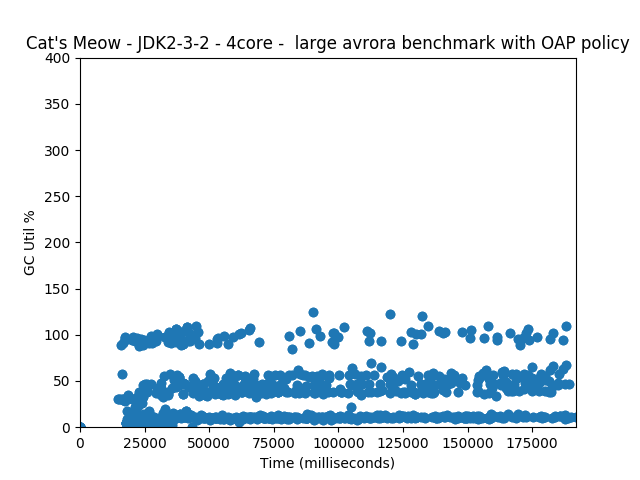 Cat's Meow - JDK2-3-2 - 4core -  large avrora benchmark with OAP policy
400
350
300
250
200
150
100
50
0
GC Util %
0 25000 50000 75000 100000 125000 150000 175000
Time (milliseconds)